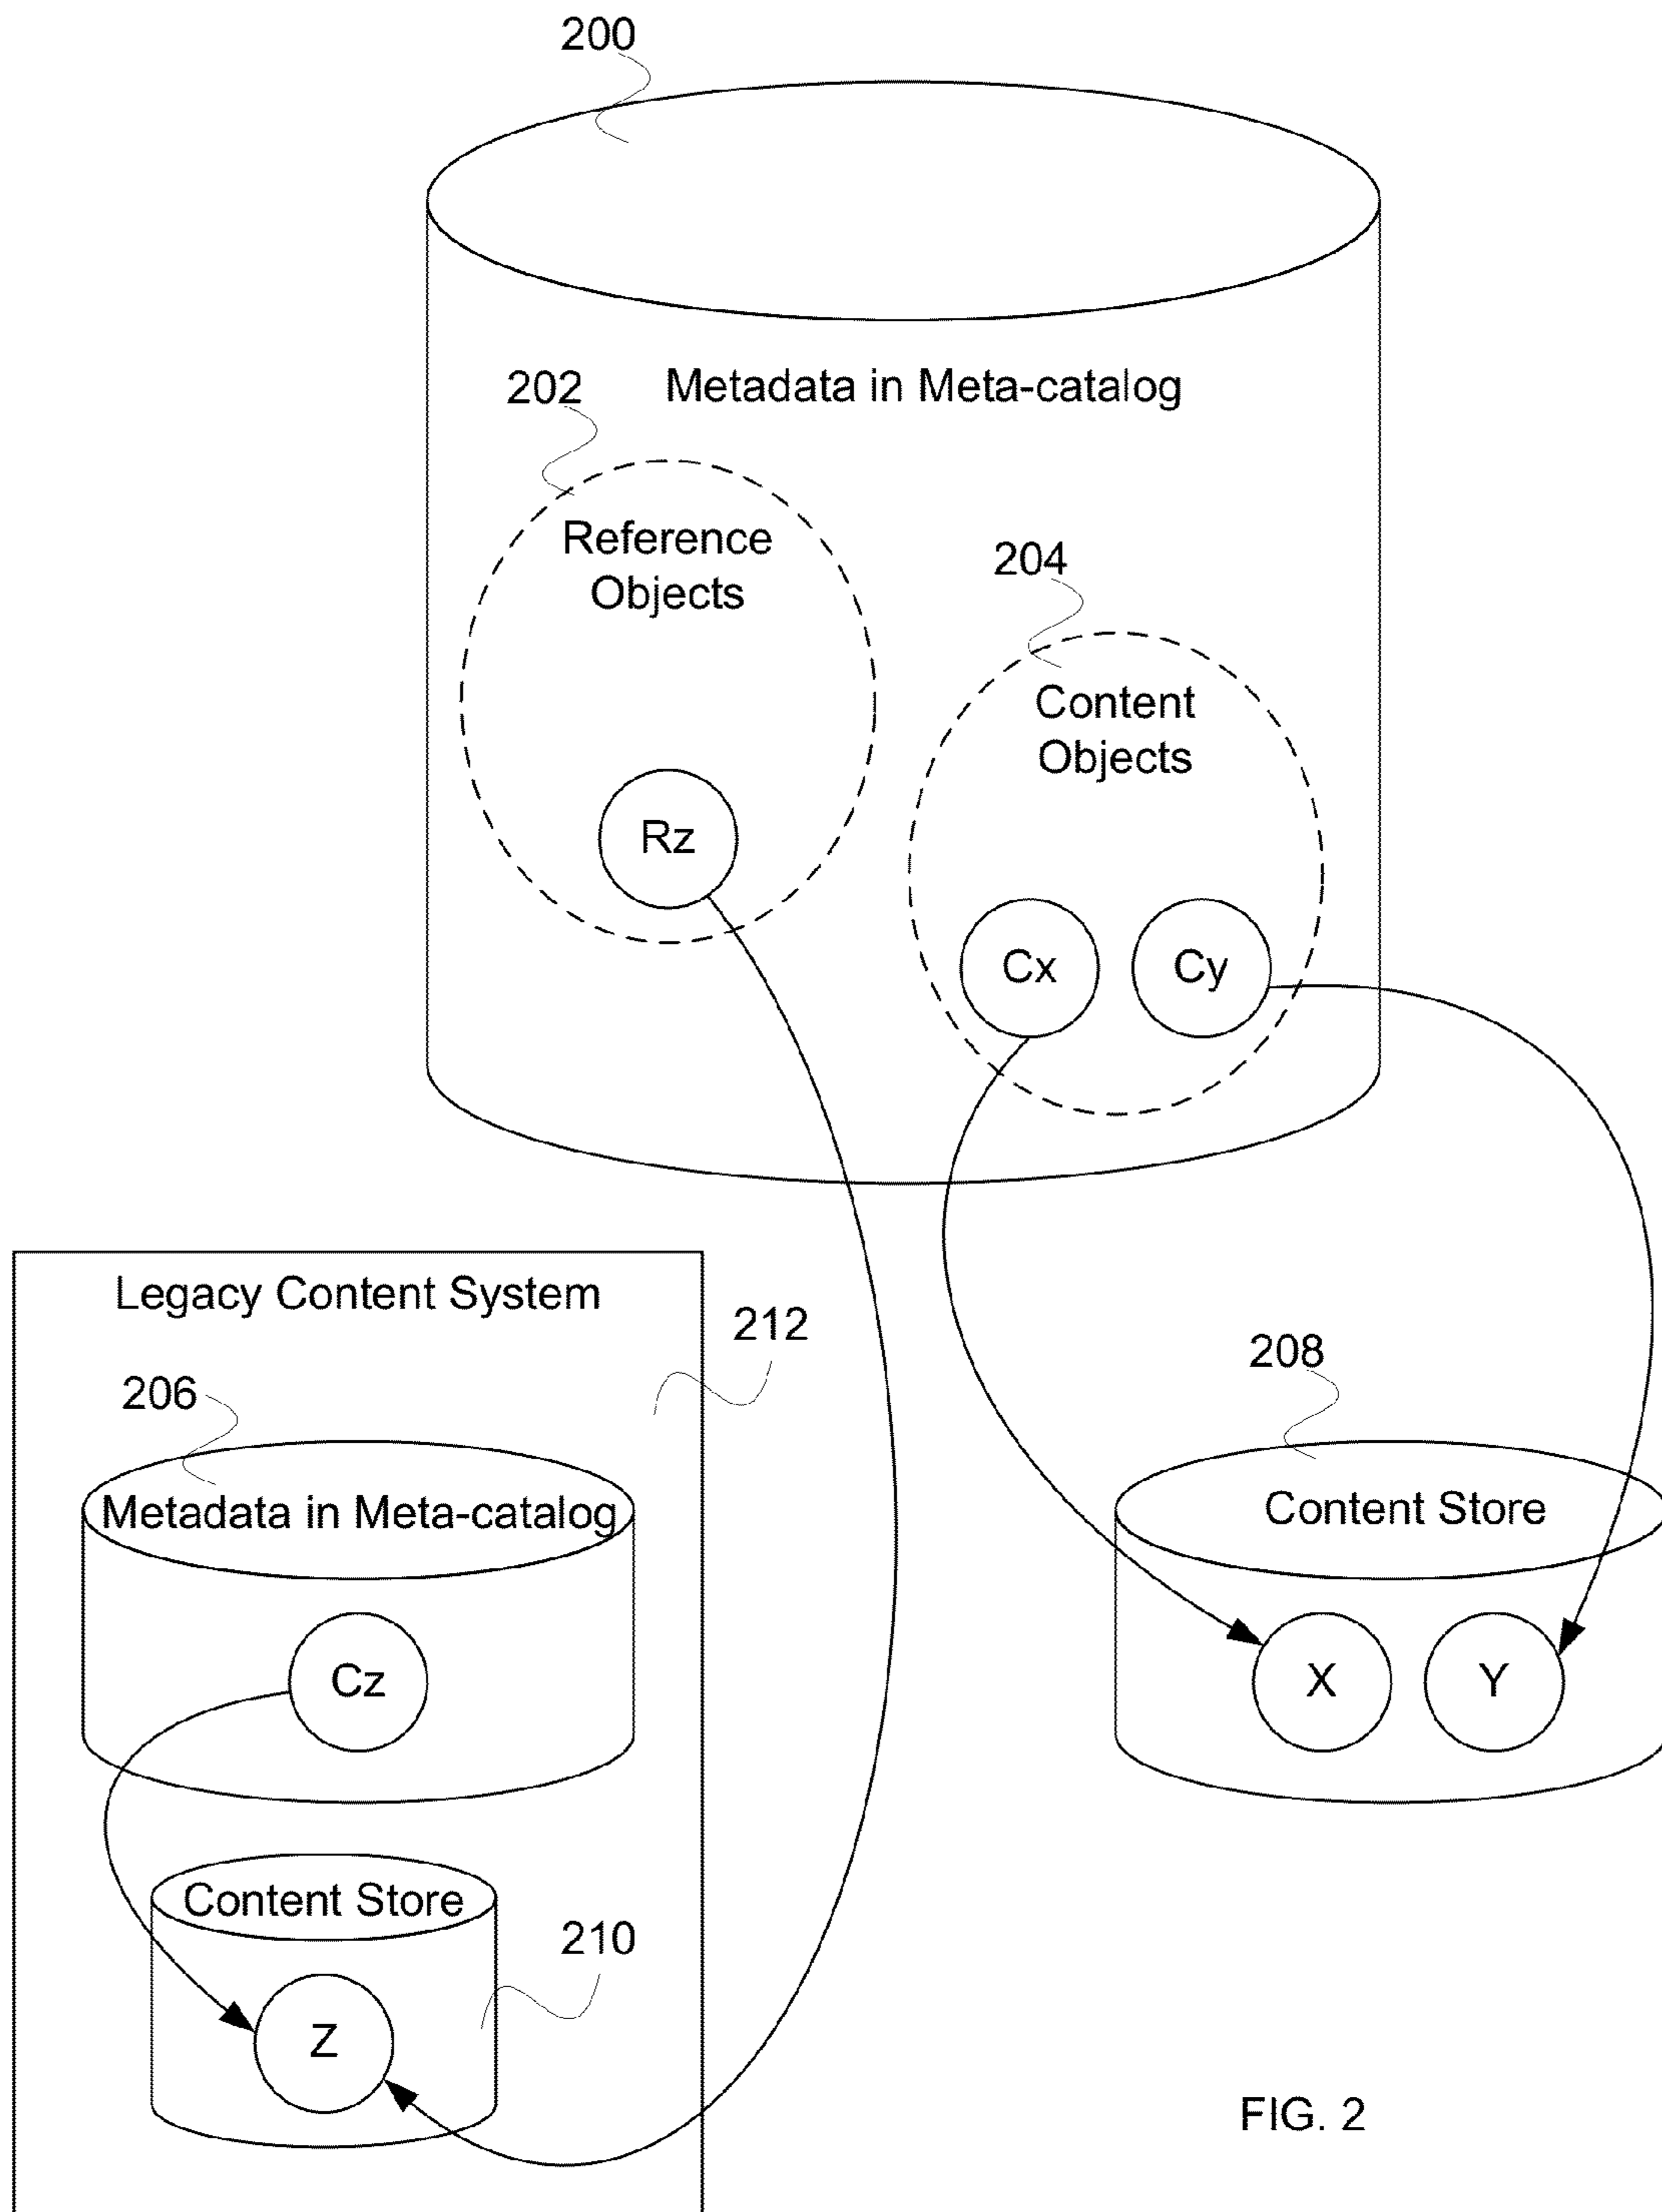 200
202
Metadata in Meta-catalog
Reference
Objects
204
Content
Objects
Rz
Cx
Cy
Legacy Content System
212
206
208
Metadata in Meta-catalog
Content Store
Cz
X
Y
Content Store
210
Z
FIG. 2